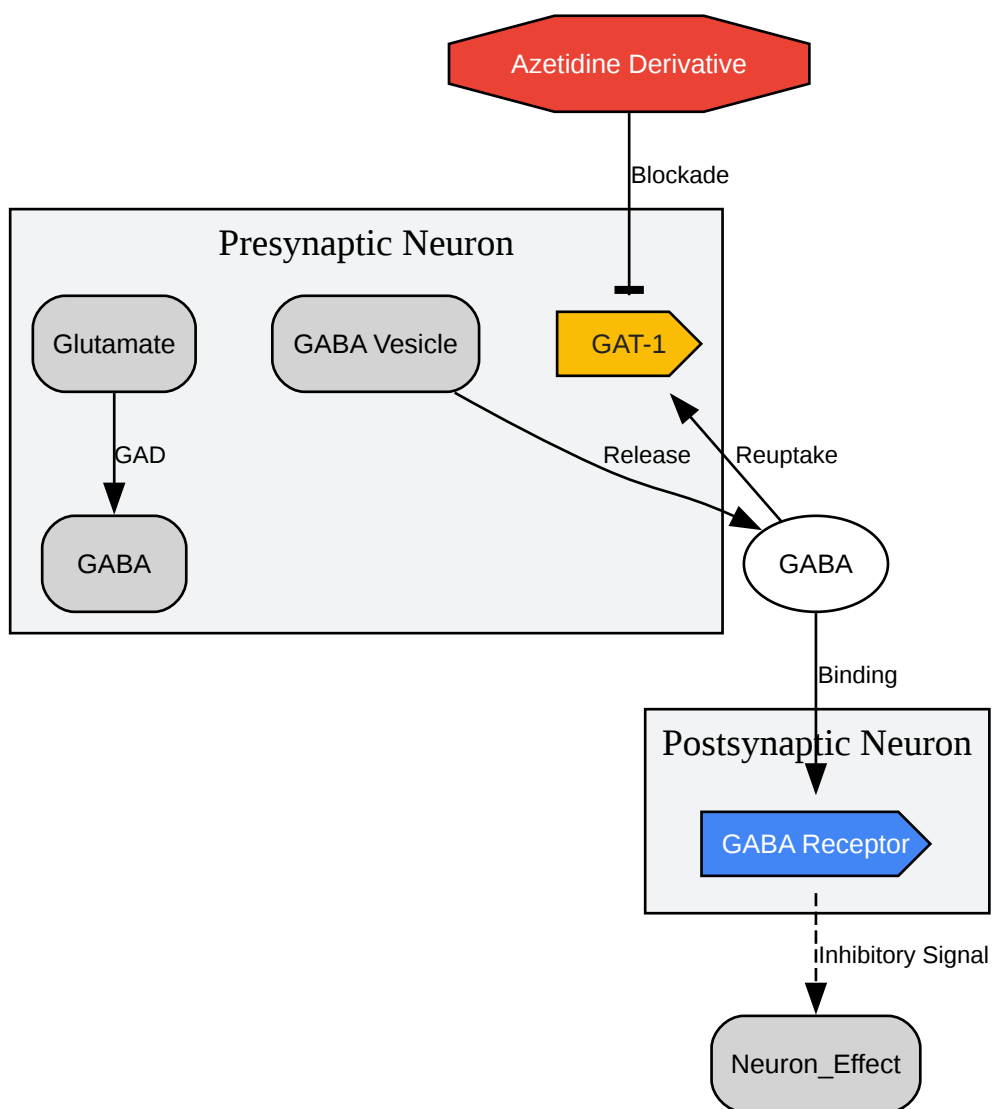 Azetidine Derivative
Blockade
Presynaptic Neuron
Glutamate
GABA Vesicle
GAT-1
GAD
Release
Reuptake
GABA
GABA
Binding
Postsynaptic Neuron
GABA Receptor
Inhibitory Signal
Neuron_Effect